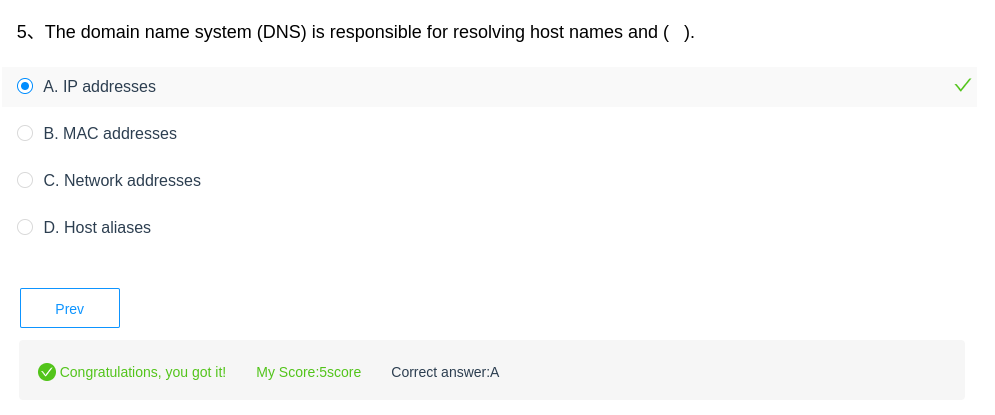 5、The domain name system (DNS) is responsible for resolving host names and (   ).
A. IP addresses
B. MAC addresses
C. Network addresses
D. Host aliases
Prev
Congratulations, you got it! My Score:5score Correct answer:A